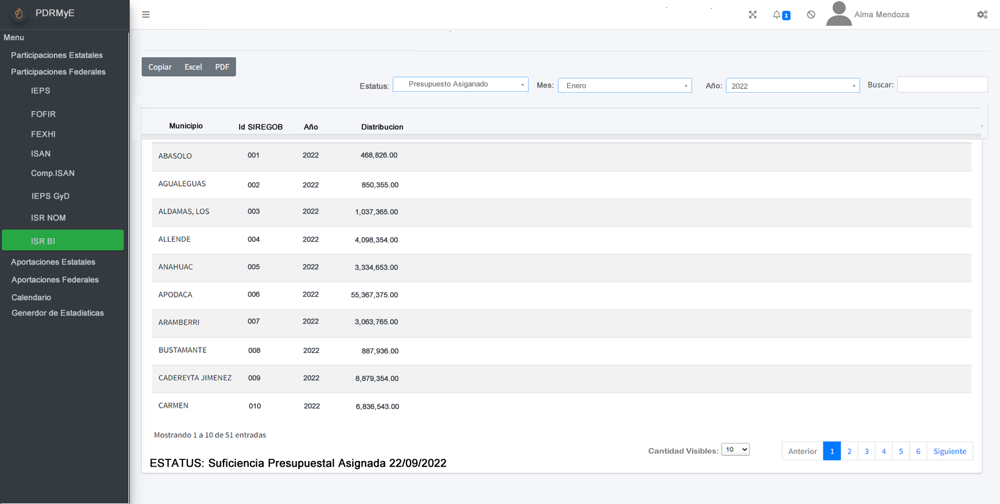 PDRMyE
1
Alma Mendoza
Menu
Participaciones Estatales
Participaciones Federales
IEPS
FOFIR
FEXHI
ISAN
Comp.ISAN
IEPS GyD
ISR NOM
ISR BI
Aportaciones Estatales
Aportaciones Federales
Calendario
Generdor de Estadisticas
Copiar Excel PDF
Estatus: Presupuesto Asiganado Mes: Enero Año: 2022 Buscar:
Municipio Id SIREGOB Año Distribucion
ABASOLO 001 2022 468,826.00
AGUALEGUAS 002 2022 850,355.00
ALDAMAS, LOS 003 2022 1,037,365.00
ALLENDE 004 2022 4,098,354.00
ANAHUAC 005 2022 3,334,653.00
APODACA 006 2022 55,367,375.00
ARAMBERRI 007 2022 3,063,765.00
BUSTAMANTE 008 2022 887,936.00
CADEREYTA JIMENEZ 009 2022 8,879,354.00
CARMEN 010 2022 6,836,543.00
Mostrando 1 a 10 de 51 entradas
Cantidad Visibles: 10 Anterior 1 2 3 4 5 6 Siguiente
ESTATUS: Suficiencia Presupuestal Asignada 22/09/2022